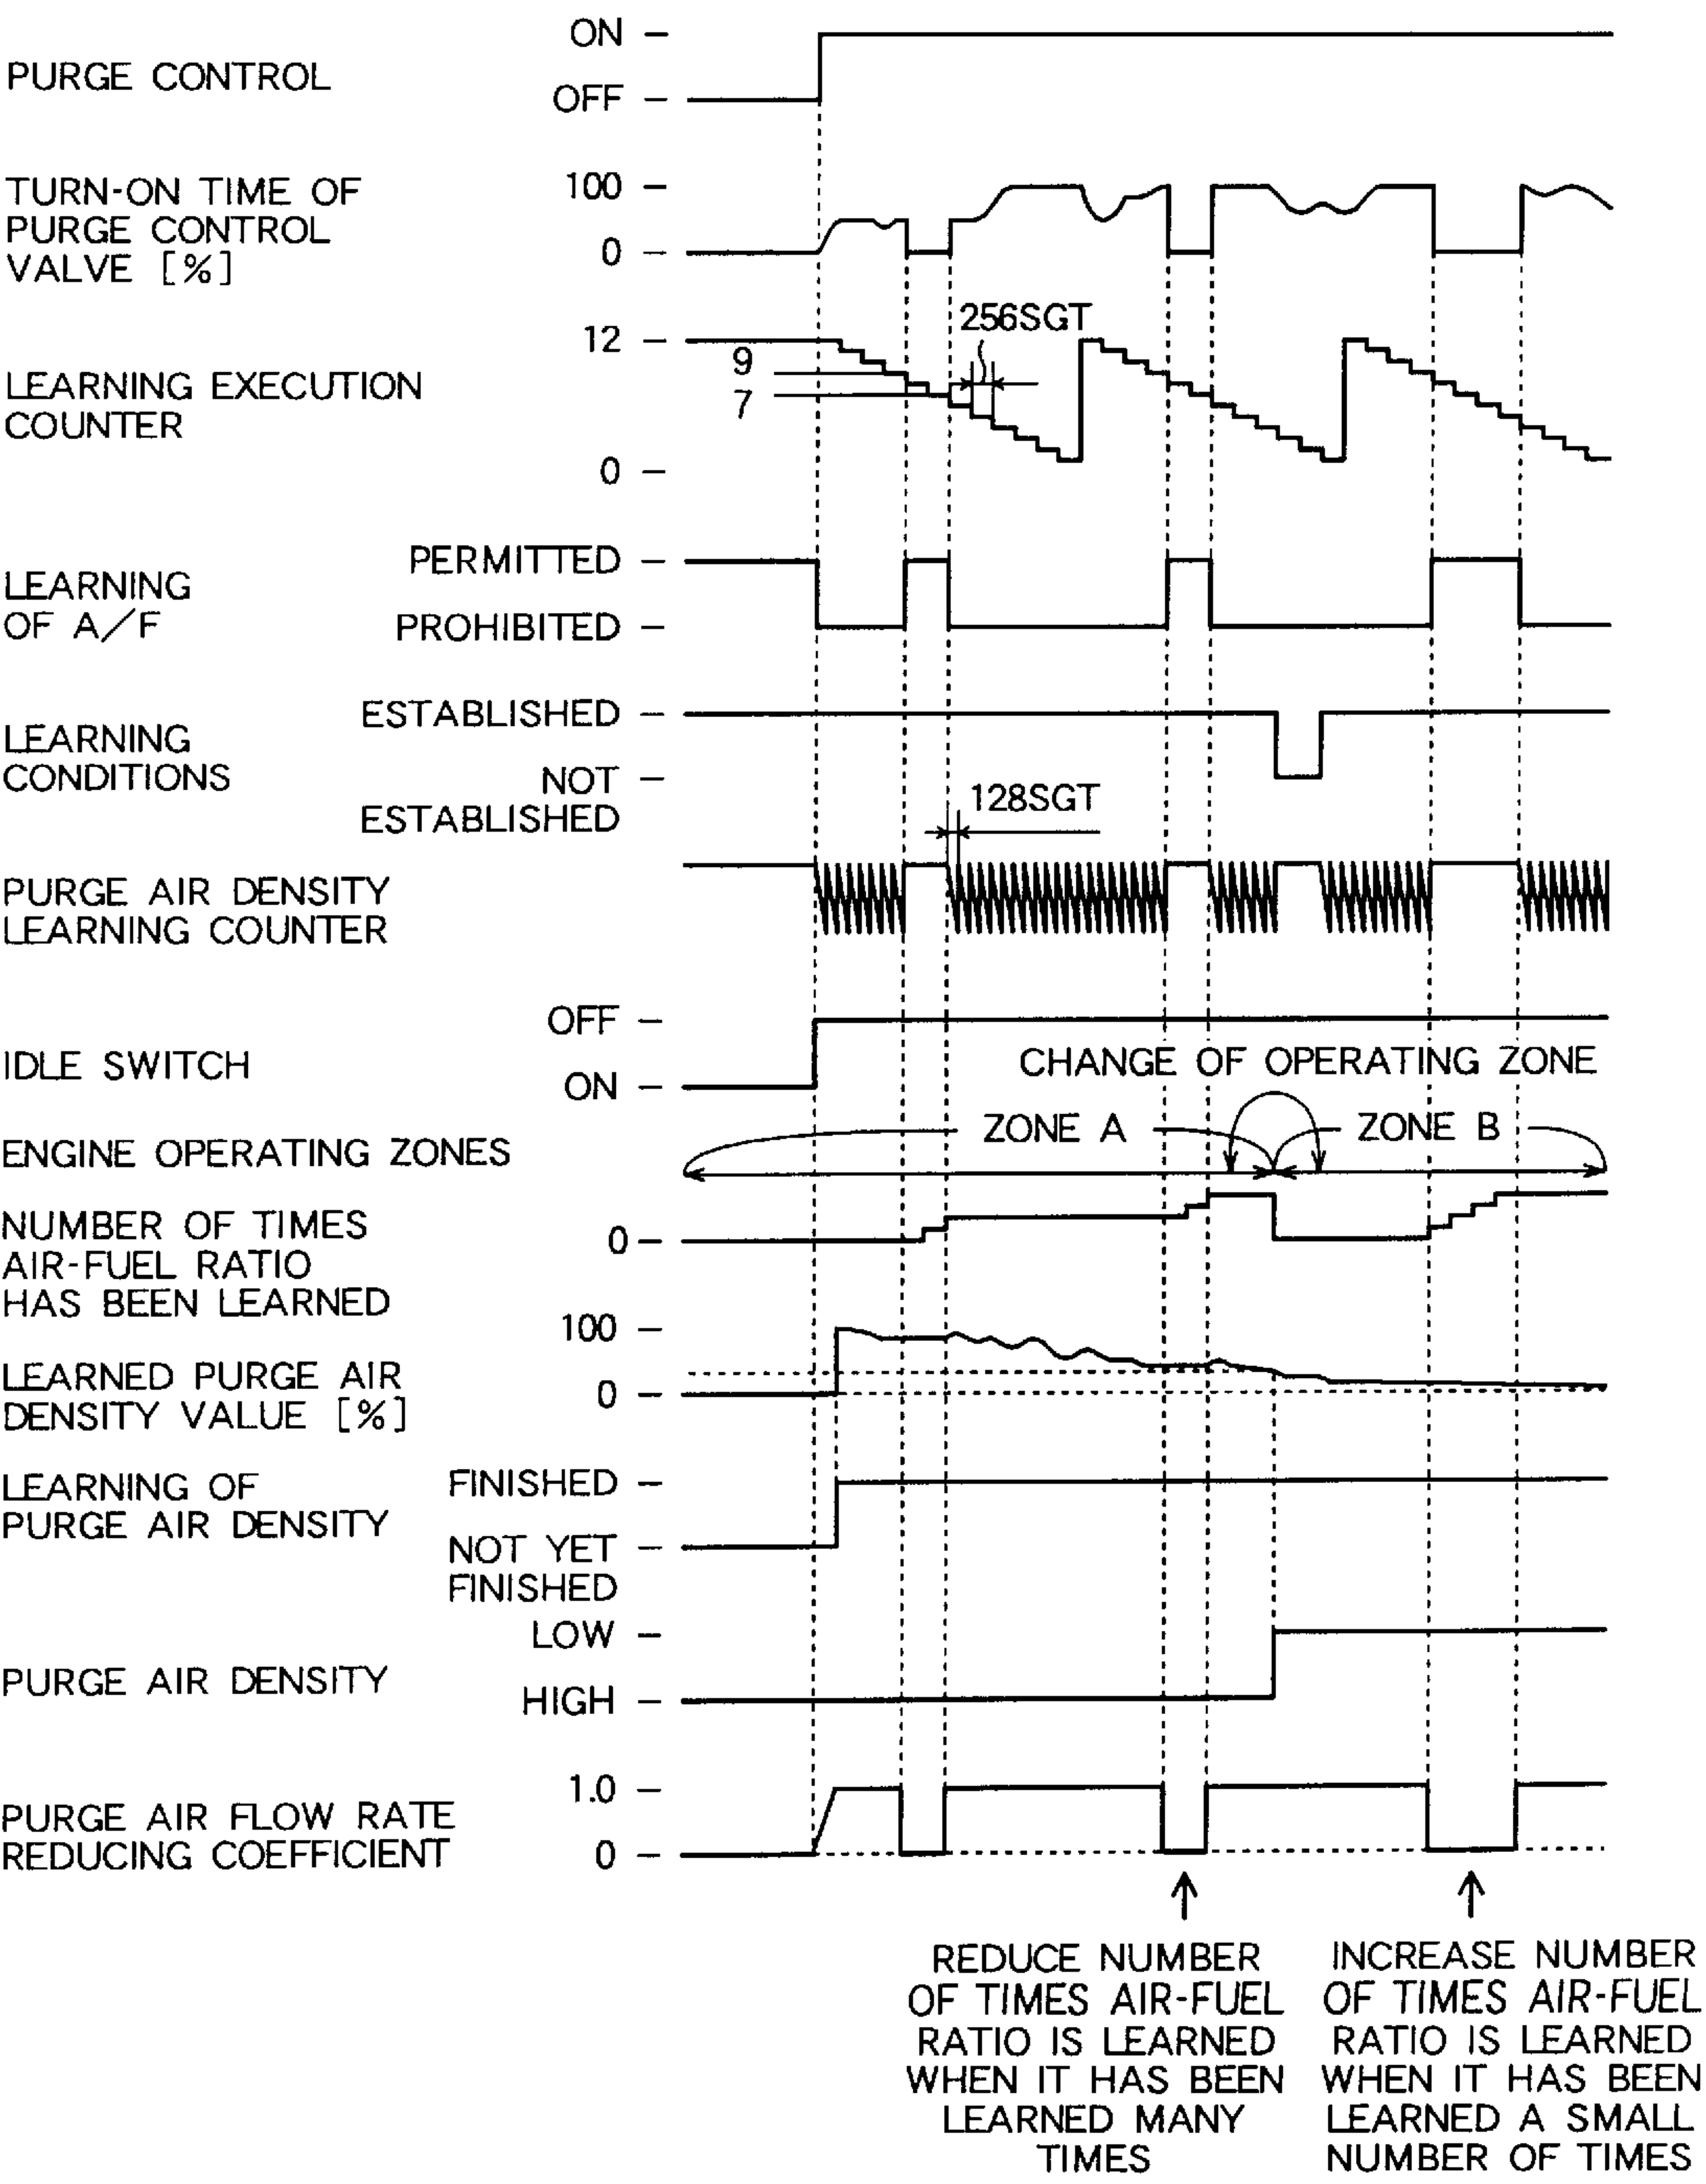 ON
PURGE CONTROL
OFF
TURN-ON TIME OF
PURGE CONTROL
VALVE [%]
100
0
256SGT
12
9
7
LEARNING EXECUTION
COUNTER
0
PERMITTED
LEARNING
OF A/F
PROHIBITED
ESTABLISHED
LEARNING
CONDITIONS
NOT
ESTABLISHED
128SGT
PURGE AIR DENSITY
LEARNING COUNTER
OFF
IDLE SWITCH
ON
CHANGE OF OPERATING ZONE
ENGINE OPERATING ZONES
ZONE A
ZONE B
NUMBER OF TIMES
AIR-FUEL RATIO
HAS BEEN LEARNED
0
100
LEARNED PURGE AIR
DENSITY VALUE [%]
0
LEARNING OF
PURGE AIR DENSITY
FINISHED
NOT YET
FINISHED
LOW
PURGE AIR DENSITY
HIGH
1.0
PURGE AIR FLOW RATE
REDUCING COEFFICIENT
0
REDUCE NUMBER
OF TIMES AIR-FUEL
RATIO IS LEARNED
WHEN IT HAS BEEN
LEARNED MANY
TIMES
INCREASE NUMBER
OF TIMES AIR-FUEL
RATIO IS LEARNED
WHEN IT HAS BEEN
LEARNED A SMALL
NUMBER OF TIMES